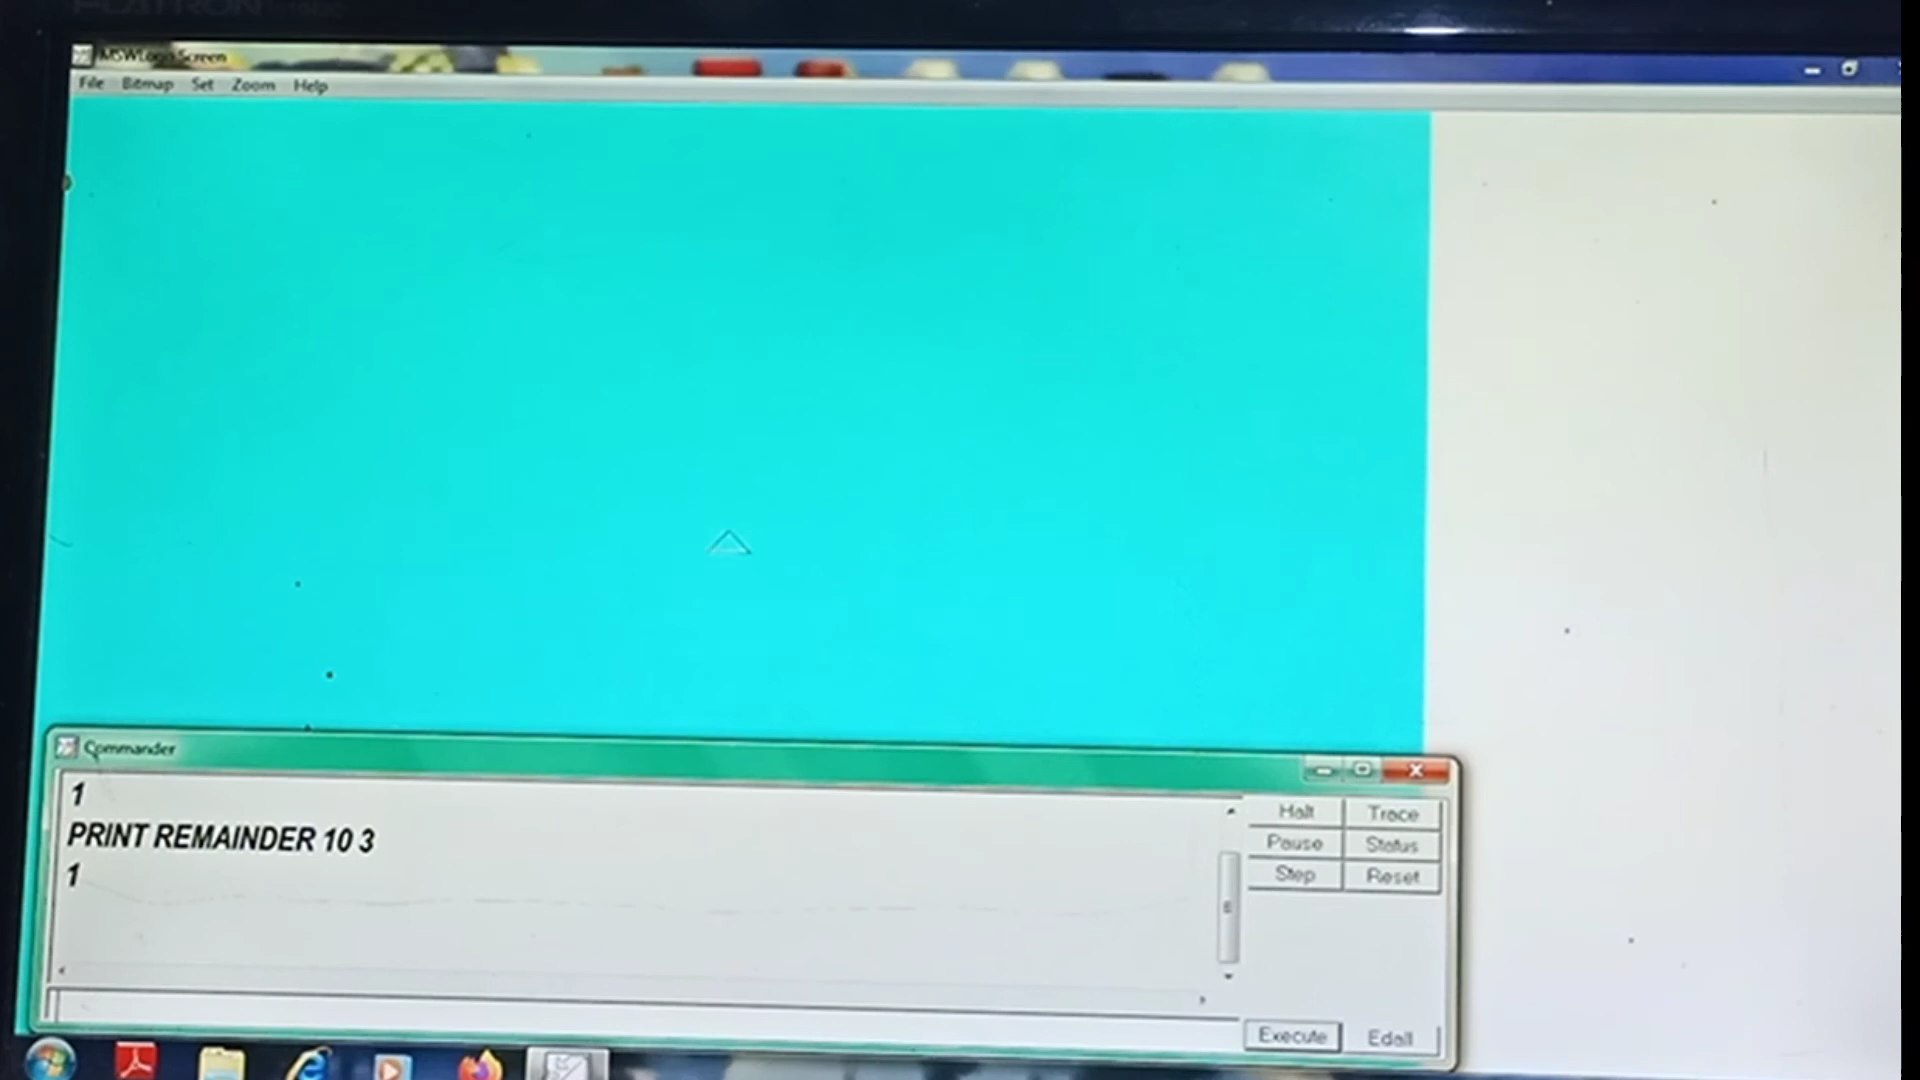 FLATRON
MSWLogo Screen
File Bitmap Set Zoom Help
Commander
1
PRINT REMAINDER 10 3
1
Halt Trace
Pause Status
Step Reset
Execute Edall